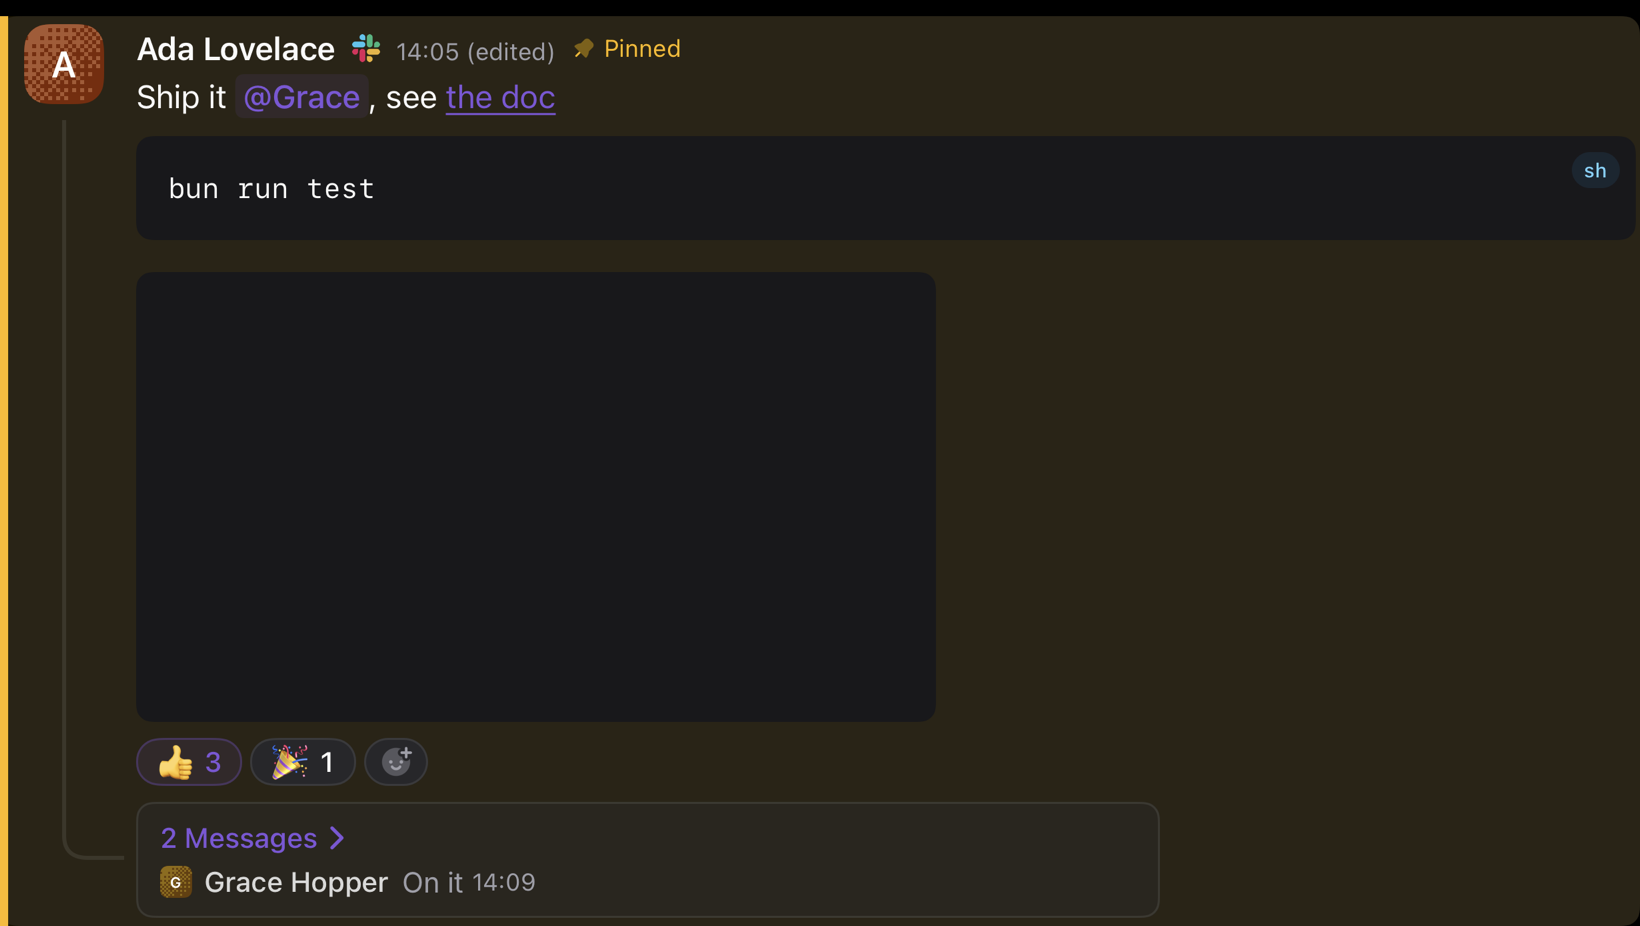 A
Ada Lovelace 14:05 (edited) Pinned
Ship it @Grace, see the doc
sh
bun run test
👍 3 🎉 1
2 Messages
G Grace Hopper On it 14:09